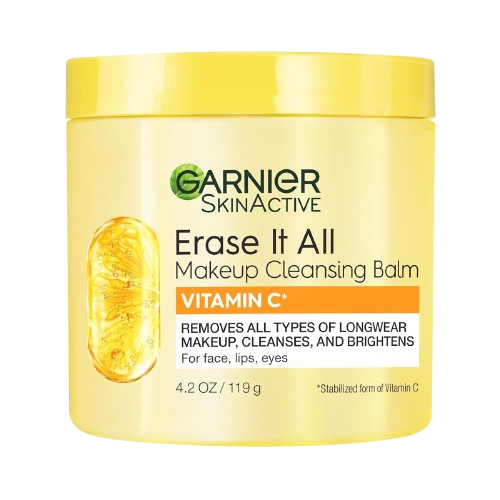 GARNIER
SKINACTIVE
Erase It All
Makeup Cleansing Balm
VITAMIN C*
REMOVES ALL TYPES OF LONGWEAR
MAKEUP, CLEANSES, AND BRIGHTENS
For face, lips, eyes
4.2 OZ / 119 g
*Stabilized form of Vitamin C